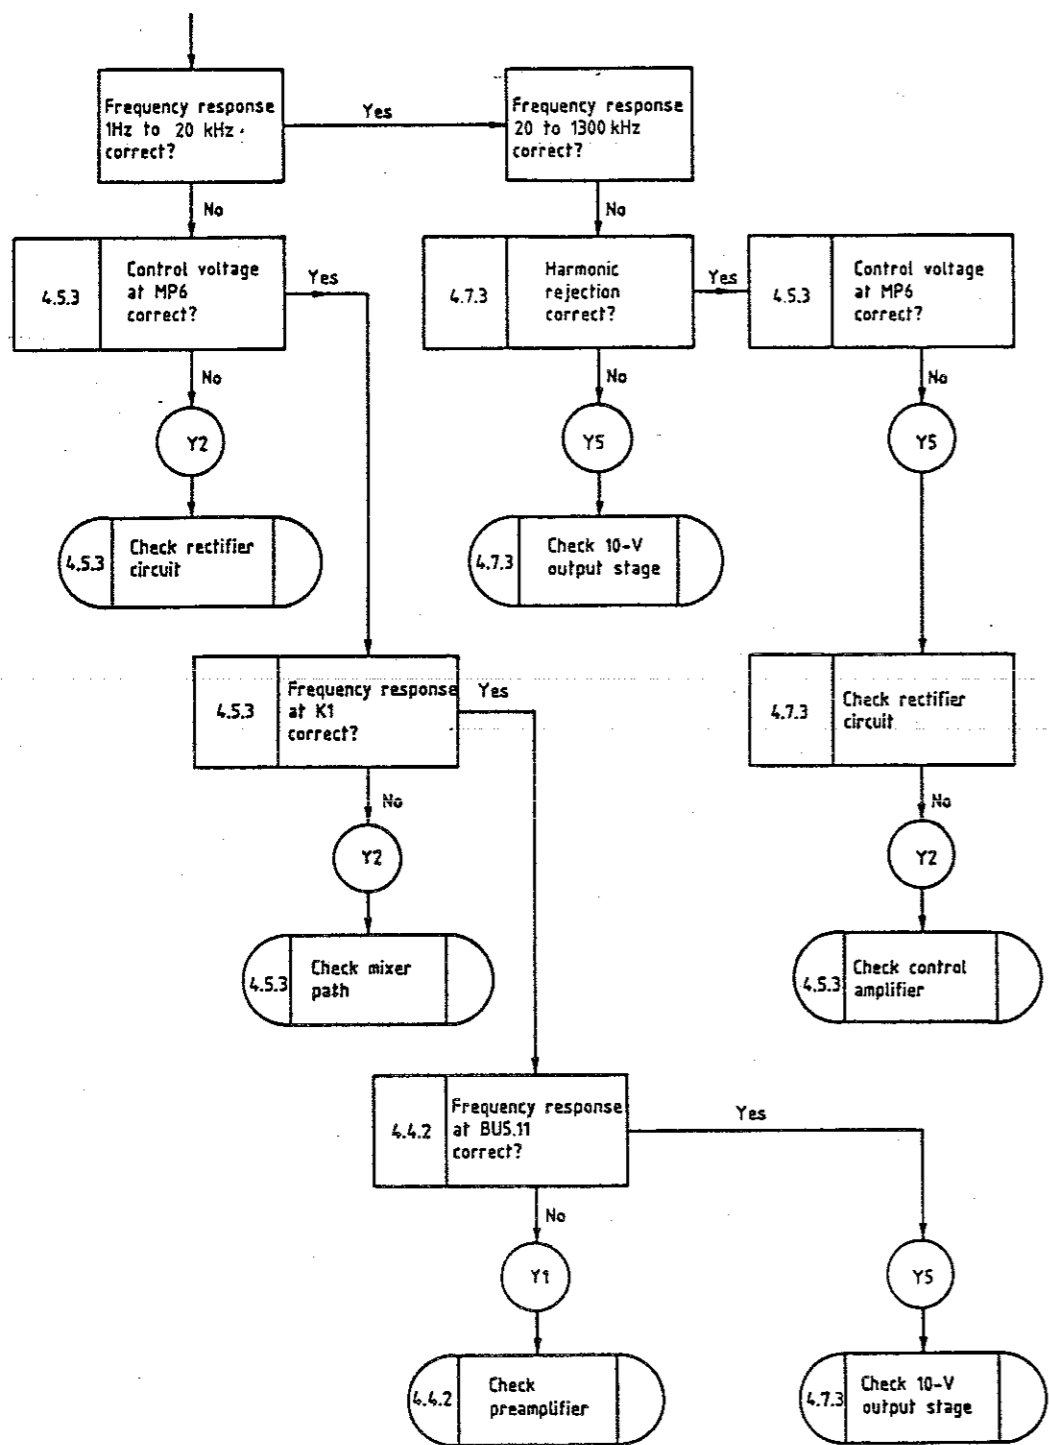 Frequency response
1Hz to 20 kHz
correct?
Yes
Frequency response
20 to 1300 kHz
correct?
No
No
4.5.3
Control voltage
at MP6
correct?
Yes
4.7.3
Harmonic
rejection
correct?
Yes
4.5.3
Control voltage
at MP6
correct?
No
No
No
Y2
Y5
Y5
4.5.3
Check rectifier
circuit
4.7.3
Check 10-V
output stage
4.5.3
Frequency response
at K1
correct?
Yes
4.7.3
Check rectifier
circuit
No
No
Y2
Y2
4.5.3
Check mixer
path
4.5.3
Check control
amplifier
4.4.2
Frequency response
at BU5.11
correct?
Yes
No
Y1
Y5
4.4.2
Check
preamplifier
4.7.3
Check 10-V
output stage